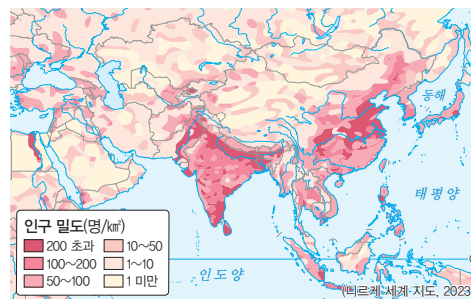 동해
태평양
인도양
인구 밀도(명/㎢)
200 초과
100~200
50~100
10~50
1~10
1 미만
(디르케 세계 지도, 2023